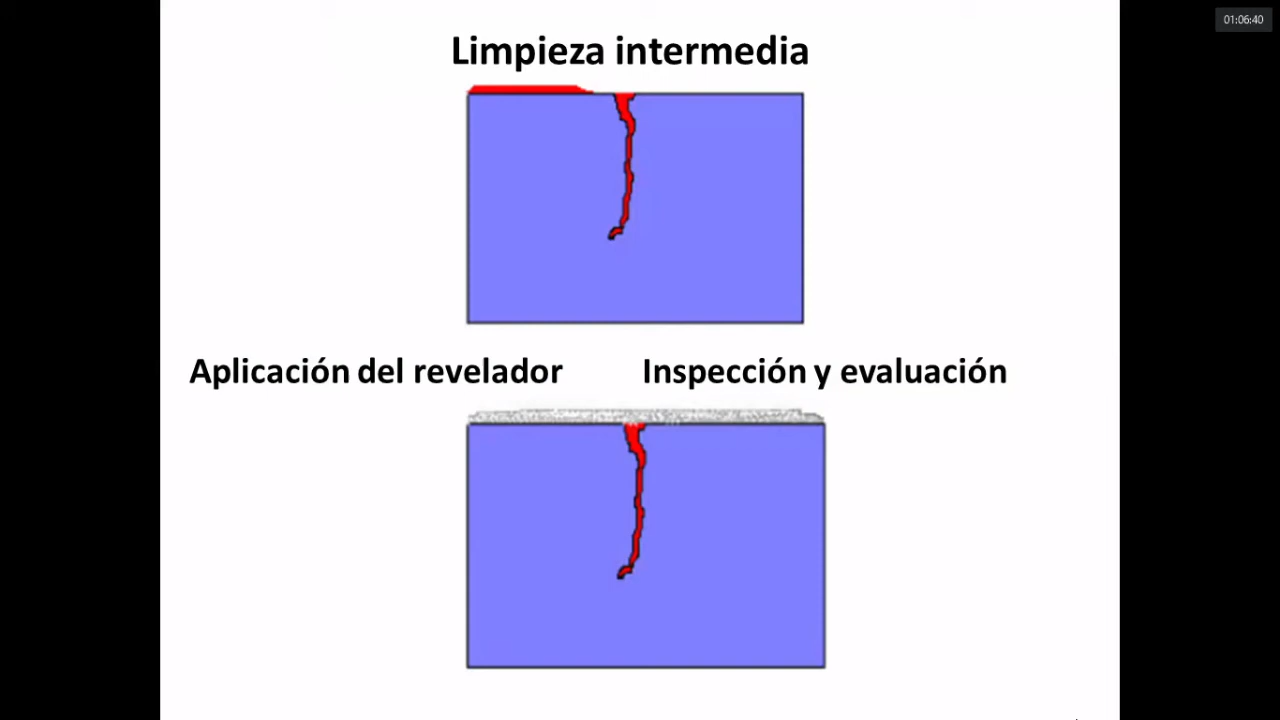 01:06:40
Limpieza intermedia
Aplicación del revelador
Inspección y evaluación